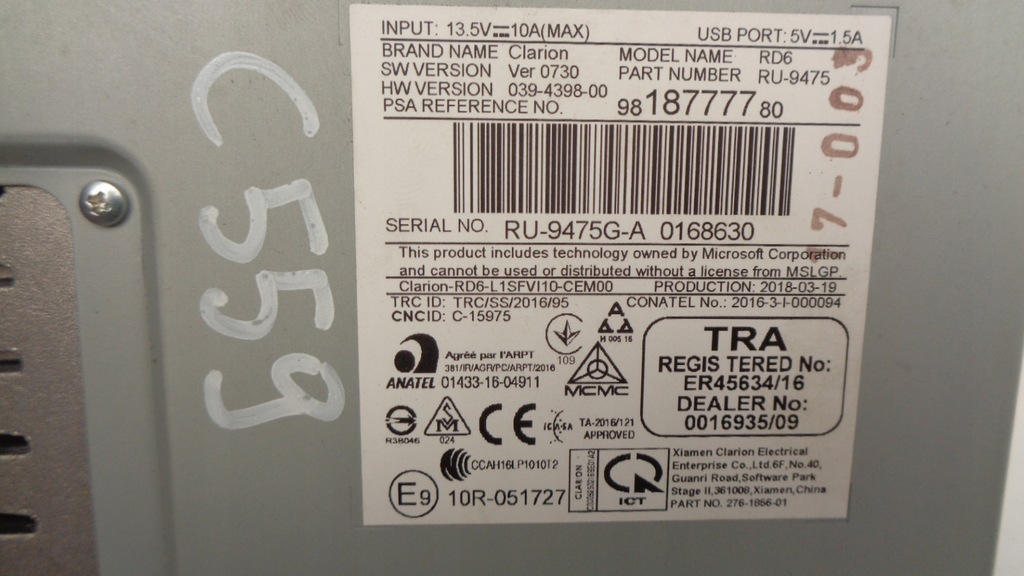 C559
INPUT: 13.5V⎓10A(MAX) USB PORT: 5V⎓1.5A
BRAND NAME Clarion MODEL NAME RD6
SW VERSION Ver 0730 PART NUMBER RU-9475
HW VERSION 039-4398-00
PSA REFERENCE NO. 9818777780
17-003
SERIAL NO. RU-9475G-A 0168630
This product includes technology owned by Microsoft Corporation
and cannot be used or distributed without a license from MSLGP.
Clarion-RD6-L1SFVI10-CEM00 PRODUCTION: 2018-03-19
TRC ID: TRC/SS/2016/95 CONATEL No.: 2016-3-I-000094
CNCID: C-15975
A
H 005 16
109
Agréé par l'ARPT
381/IR/AGR/PC/ARPT/2016
ANATEL 01433-16-04911
MCMC
TRA
REGISTERED No:
ER45634/16
DEALER No:
0016935/09
R38046
024
CE
ICASA
TA-2016/121
APPROVED
CCAH16LP1010T2
E9 10R-051727
CLARION
ICT
Xiamen Clarion Electrical
Enterprise Co.,Ltd.6F,No.40,
Guanri Road,Software Park
Stage II,361008,Xiamen,China
PART NO. 276-1856-01